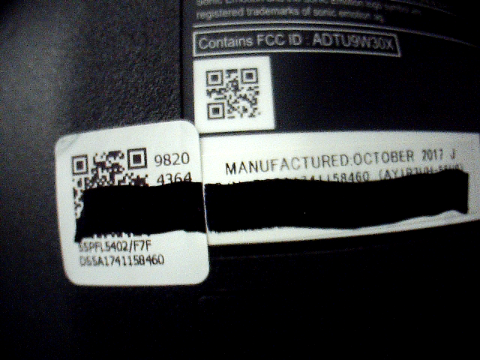 registered trademarks of sonic emotion ag.
Contains FCC ID : ADTU9W30X
9820
4364
MANUFACTURED:OCTOBER 2017 J
55PFL5402/F7F
DS5A1741158460